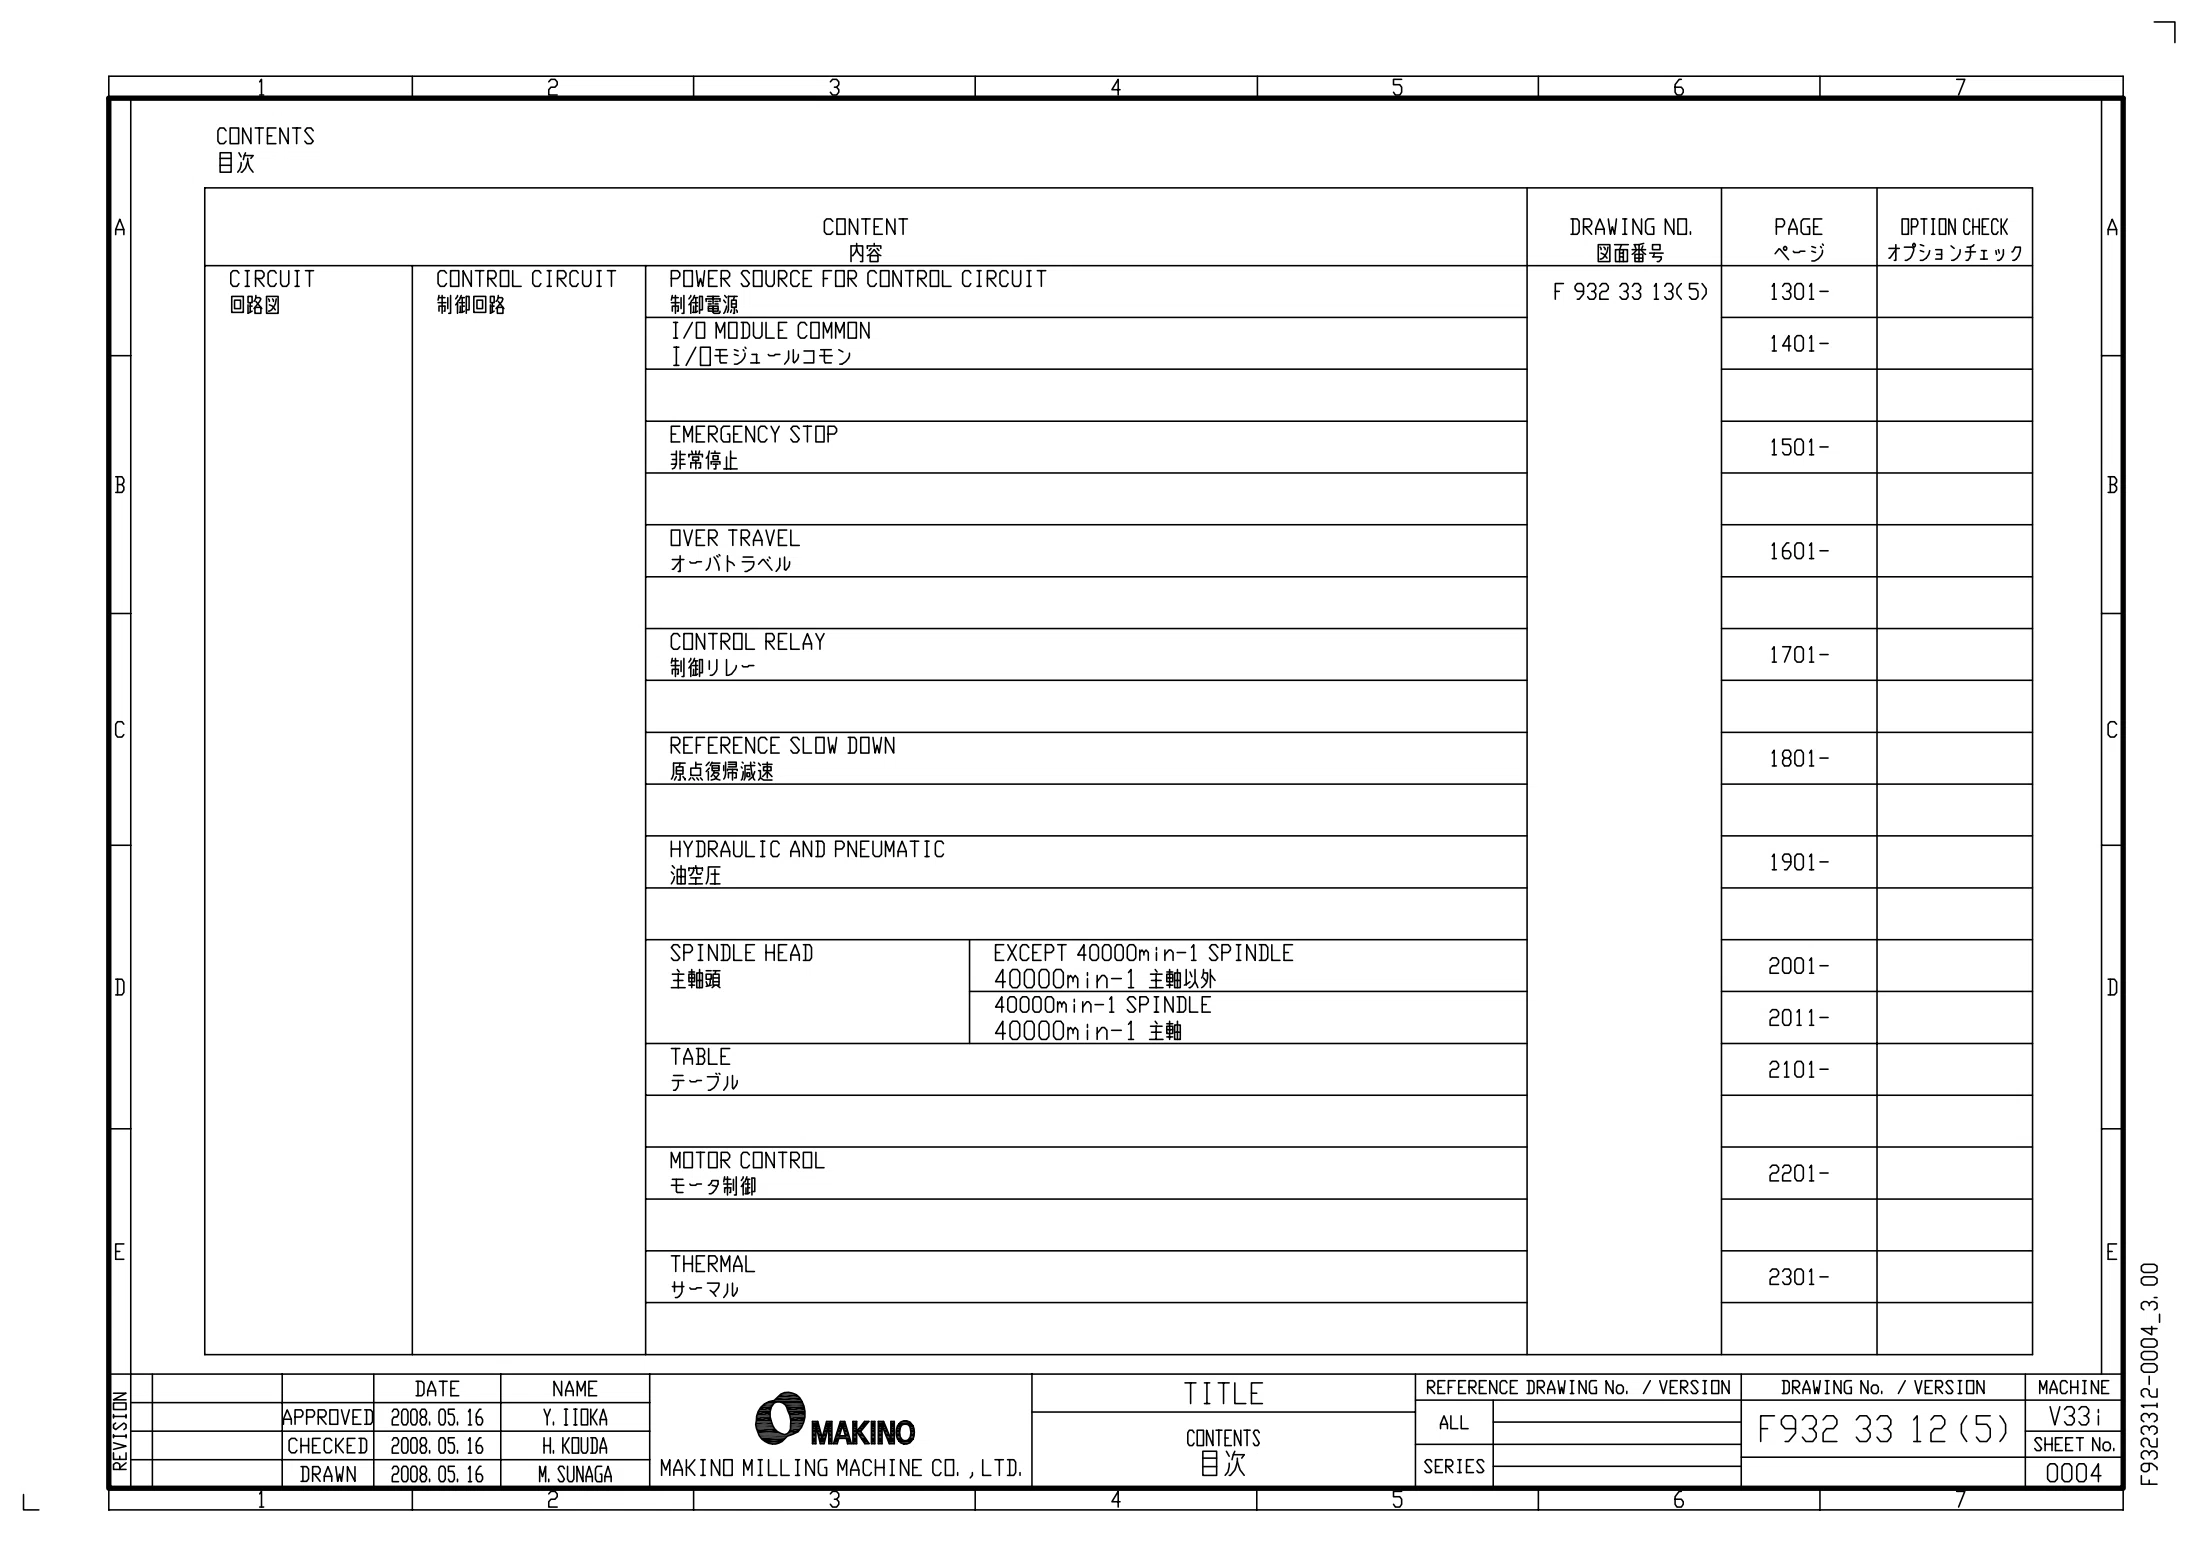 1 2 3 4 5 6 7
CONTENTS
目次
CONTENT DRAWING NO. PAGE OPTION CHECK
内容 図面番号 ページ オプションチェック
A A
CIRCUIT CONTROL CIRCUIT POWER SOURCE FOR CONTROL CIRCUIT F 932 33 13(5) 1301-
回路図 制御回路 制御電源
I/O MODULE COMMON 1401-
I/Oモジュールコモン
EMERGENCY STOP 1501-
非常停止
B B
OVER TRAVEL 1601-
オーバトラベル
CONTROL RELAY 1701-
制御リレー
C C
REFERENCE SLOW DOWN 1801-
原点復帰減速
HYDRAULIC AND PNEUMATIC 1901-
油空圧
SPINDLE HEAD EXCEPT 40000min-1 SPINDLE 2001-
主軸頭 40000min-1 主軸以外
D D
40000min-1 SPINDLE 2011-
40000min-1 主軸
TABLE 2101-
テーブル
MOTOR CONTROL 2201-
モータ制御
E E
THERMAL 2301-
サーマル
REVISION
DATE NAME
APPROVED 2008.05.16 Y. IIOKA
CHECKED 2008.05.16 H. KOUDA
DRAWN 2008.05.16 M. SUNAGA
MAKINO
MAKINO MILLING MACHINE CO.,LTD.
TITLE
CONTENTS
目次
REFERENCE DRAWING No. / VERSION
ALL
SERIES
DRAWING No. / VERSION
F932 33 12(5)
MACHINE
V33i
SHEET No.
0004
F9323312-0004_3.00
1 2 3 4 5 6 7